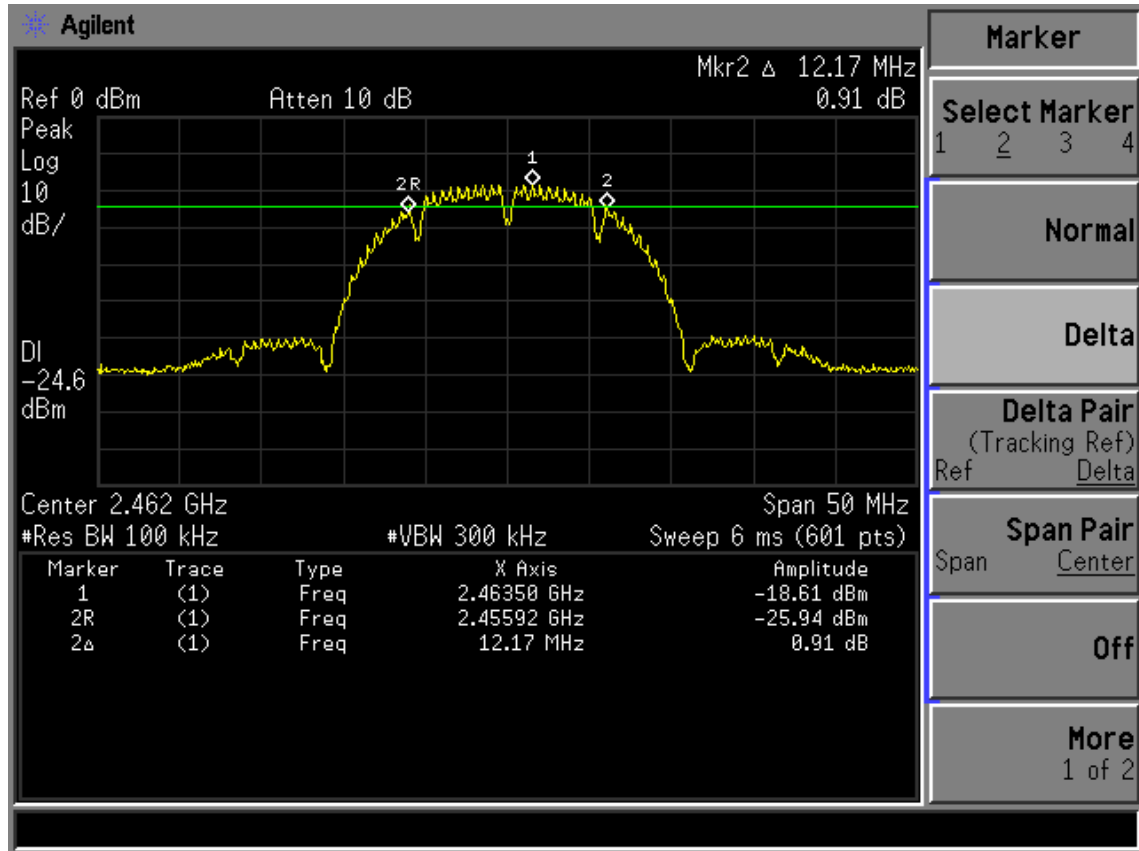 Agilent
Mkr2 Δ 12.17 MHz
Ref 0 dBm Atten 10 dB 0.91 dB
Peak
Log
10
dB/
DI
-24.6
dBm
2R
1
2
Center 2.462 GHz Span 50 MHz
#Res BW 100 kHz #VBW 300 kHz Sweep 6 ms (601 pts)
Marker Trace Type X Axis Amplitude
1 (1) Freq 2.46350 GHz -18.61 dBm
2R (1) Freq 2.45592 GHz -25.94 dBm
2Δ (1) Freq 12.17 MHz 0.91 dB
Marker
Select Marker
1 2 3 4
Normal
Delta
Delta Pair
(Tracking Ref)
Ref Delta
Span Pair
Span Center
Off
More
1 of 2